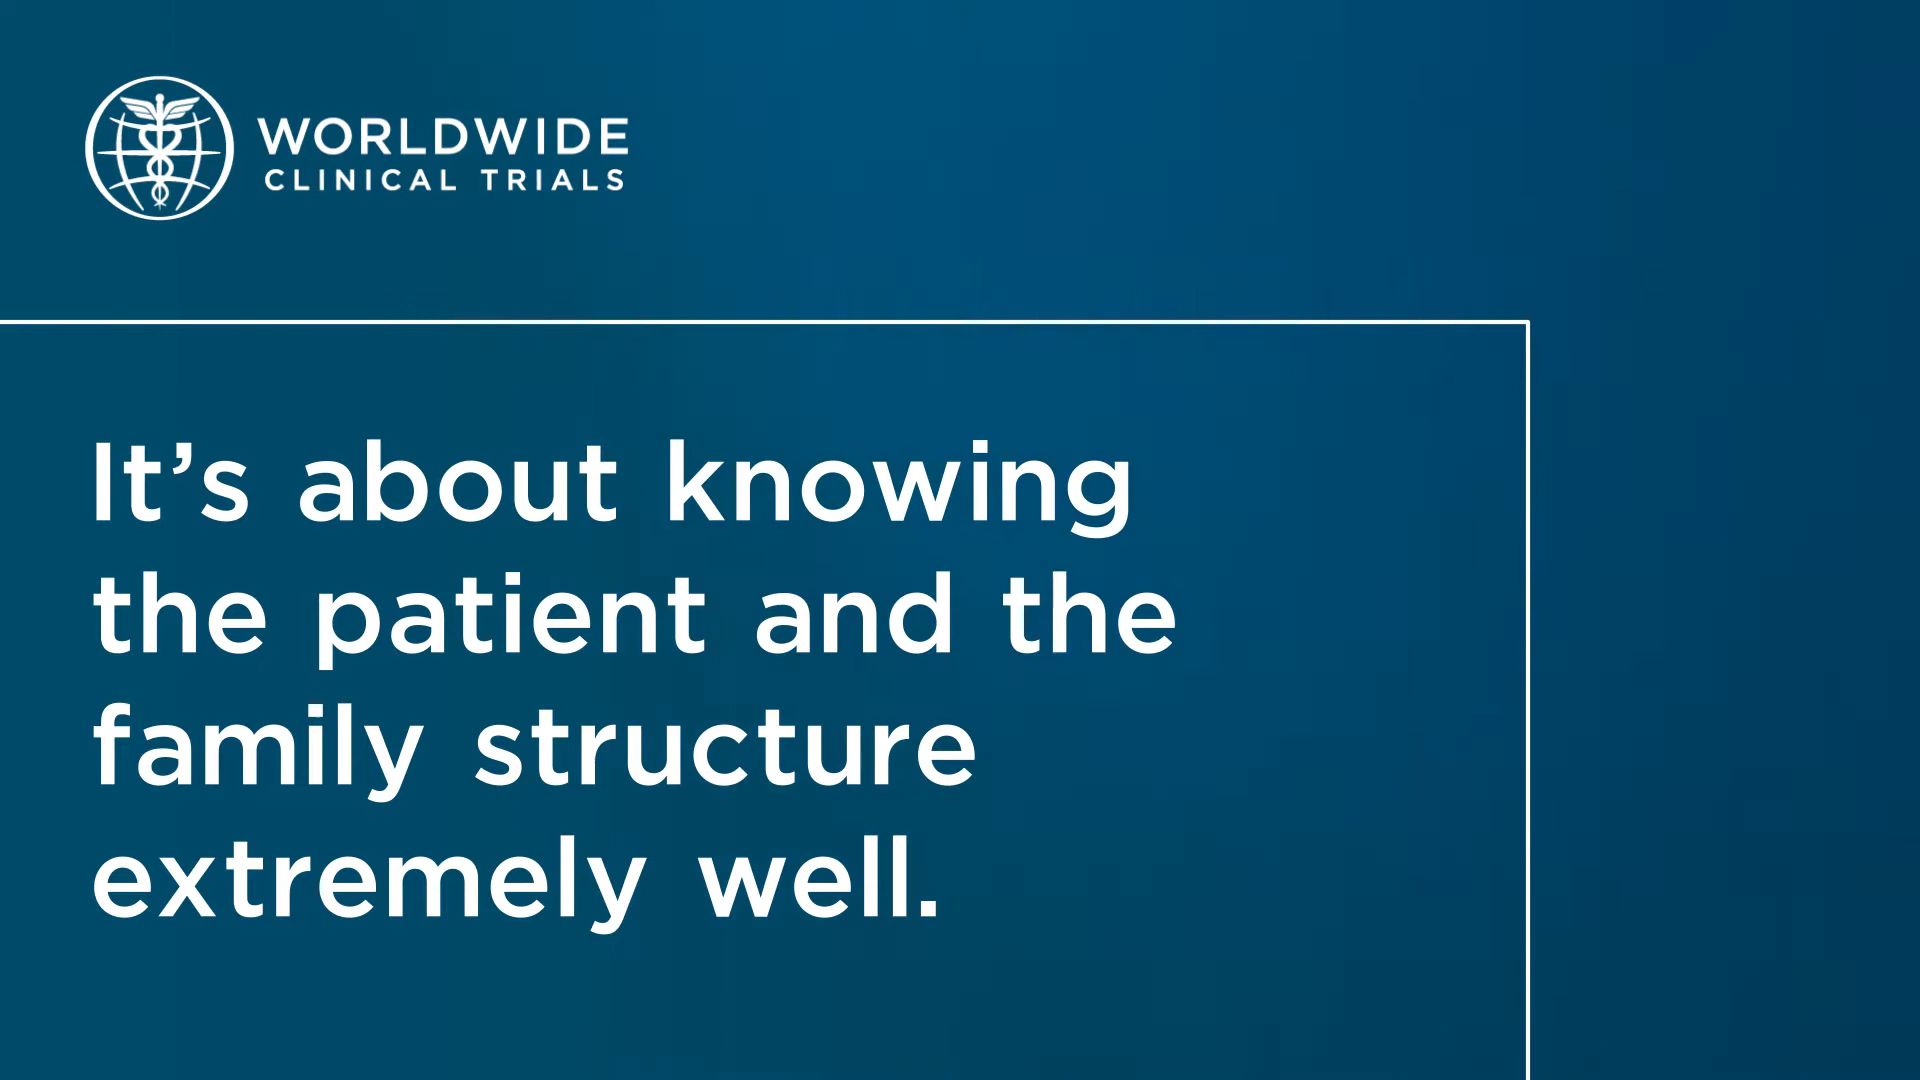 WORLDWIDE
CLINICAL TRIALS
It’s about knowing
the patient and the
family structure
extremely well.